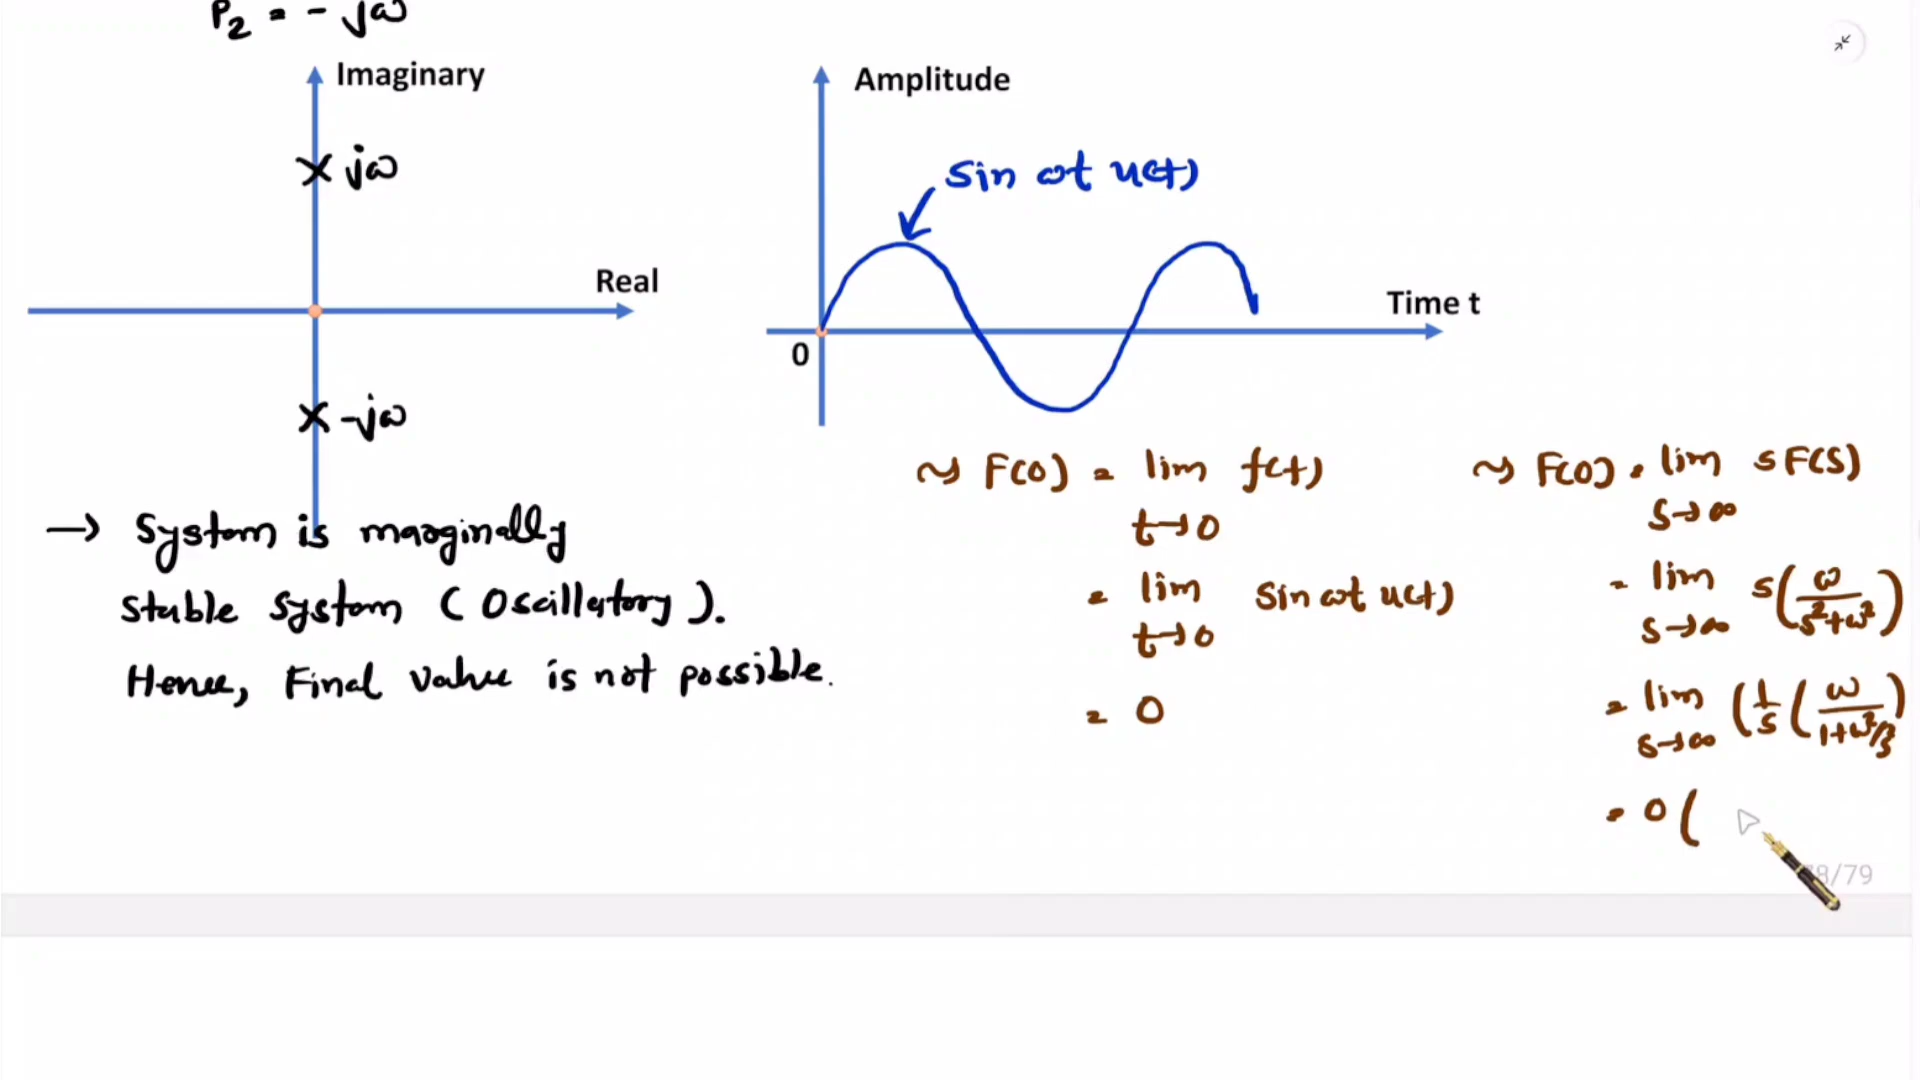 P2 = - jω
Imaginary
jω
Real
-jω
Amplitude
Sin ωt u(t)
Time t
0
→ System is marginally
stable system (Oscillatory).
Hence, Final value is not possible.
⤳ F(0) = lim f(t)
t→0
= lim Sin ωt u(t)
t→0
= 0
⤳ F(0) = lim s F(S)
S→∞
= lim s(ω/s²+ω²)
S→∞
= lim (1/s (ω/1+ω²/s²)
S→∞
= 0 (
/79